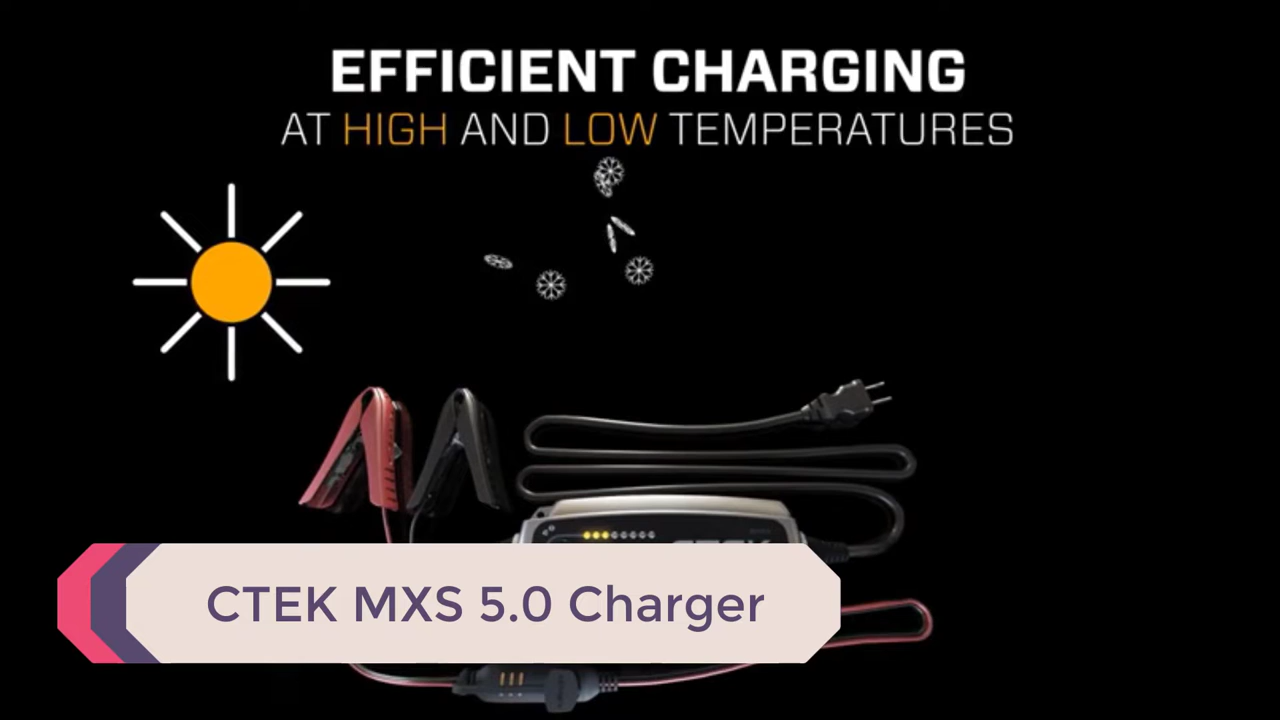 EFFICIENT CHARGING
AT HIGH AND LOW TEMPERATURES
CTEK MXS 5.0 Charger